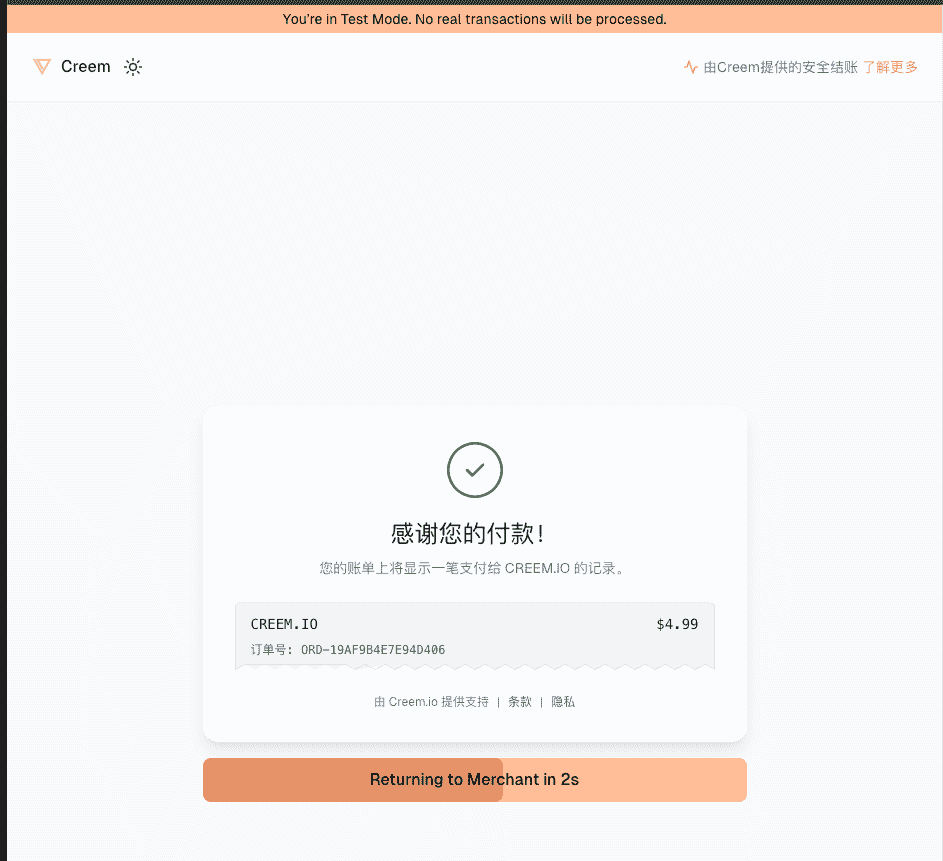 You're in Test Mode. No real transactions will be processed.
Creem
由Creem提供的安全结账 了解更多
感谢您的付款！
您的账单上将显示一笔支付给 CREEM.IO 的记录。
CREEM.IO $4.99
订单号: ORD-19AF9B4E7E94D406
由 Creem.io 提供支持 | 条款 | 隐私
Returning to Merchant in 2s